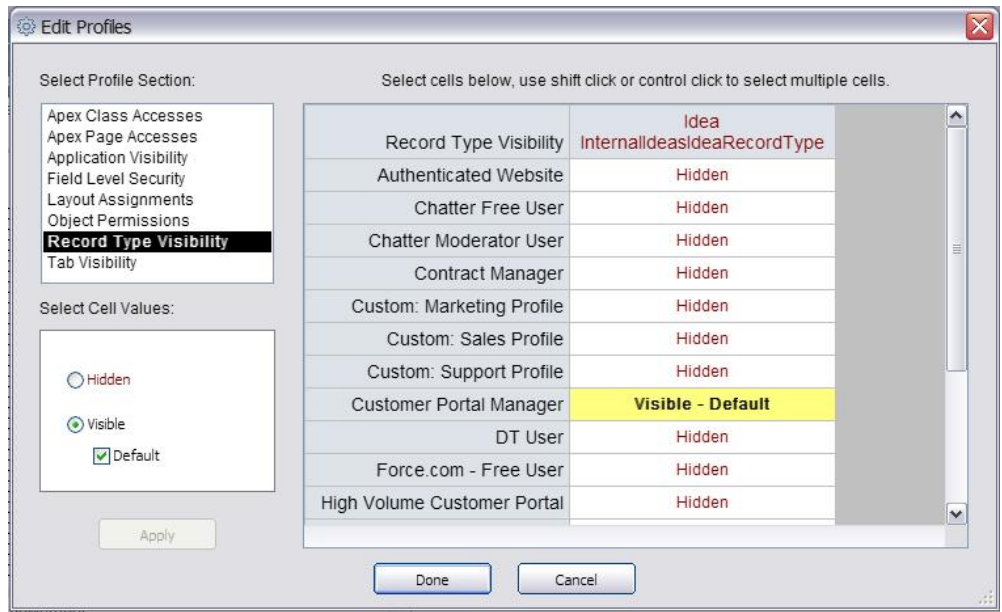 Edit Profiles
Select Profile Section:
Select cells below, use shift click or control click to select multiple cells.
Apex Class Accesses
Apex Page Accesses
Application Visibility
Field Level Security
Layout Assignments
Object Permissions
Record Type Visibility
Tab Visibility
Select Cell Values:
Hidden
Visible
Default
Apply
Idea
Record Type Visibility InternalIdeasIdeaRecordType
Authenticated Website Hidden
Chatter Free User Hidden
Chatter Moderator User Hidden
Contract Manager Hidden
Custom: Marketing Profile Hidden
Custom: Sales Profile Hidden
Custom: Support Profile Hidden
Customer Portal Manager Visible - Default
DT User Hidden
Force.com - Free User Hidden
High Volume Customer Portal Hidden
Done Cancel